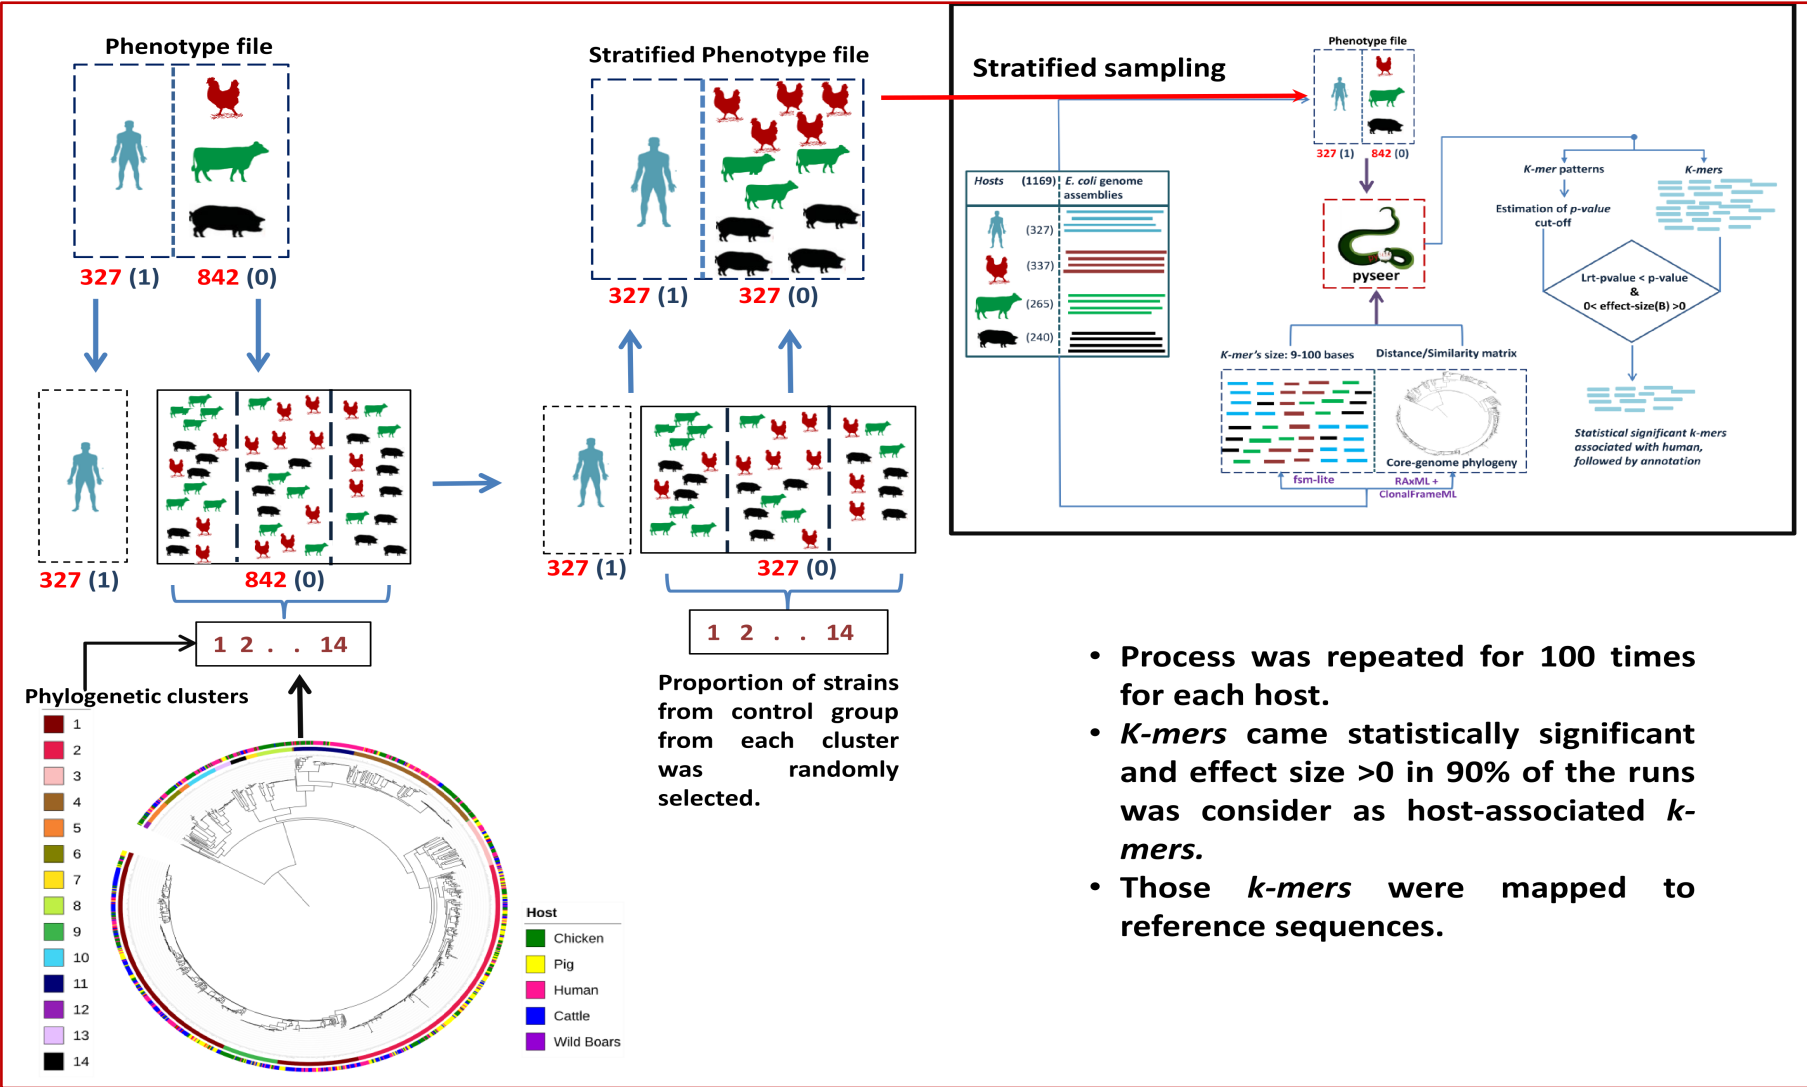 Phenotype file
327 (1)
842 (0)
327 (1)
842 (0)
1 2 . . 14
Phylogenetic clusters
1
2
3
4
5
6
7
8
9
10
11
12
13
14
Host
Chicken
Pig
Human
Cattle
Wild Boars
Stratified Phenotype file
327 (1)
327 (0)
327 (1)
327 (0)
1 2 . . 14
Proportion of strains
from control group
from each cluster
was randomly
selected.
Stratified sampling
Hosts (1169)
E. coli genome
assemblies
(327)
(337)
(265)
(240)
Phenotype file
327 (1)
842 (0)
pyseer
K-mer's size: 9-100 bases
Distance/Similarity matrix
Core-genome phylogeny
fsm-lite
RAxML +
ClonalFrameML
K-mer patterns
K-mers
Estimation of p-value
cut-off
Lrt-pvalue < p-value
&
0< effect-size(B) >0
Statistical significant k-mers
associated with human,
followed by annotation
• Process was repeated for 100 times
for each host.
• K-mers came statistically significant
and effect size >0 in 90% of the runs
was consider as host-associated k-
mers.
• Those k-mers were mapped to
reference sequences.